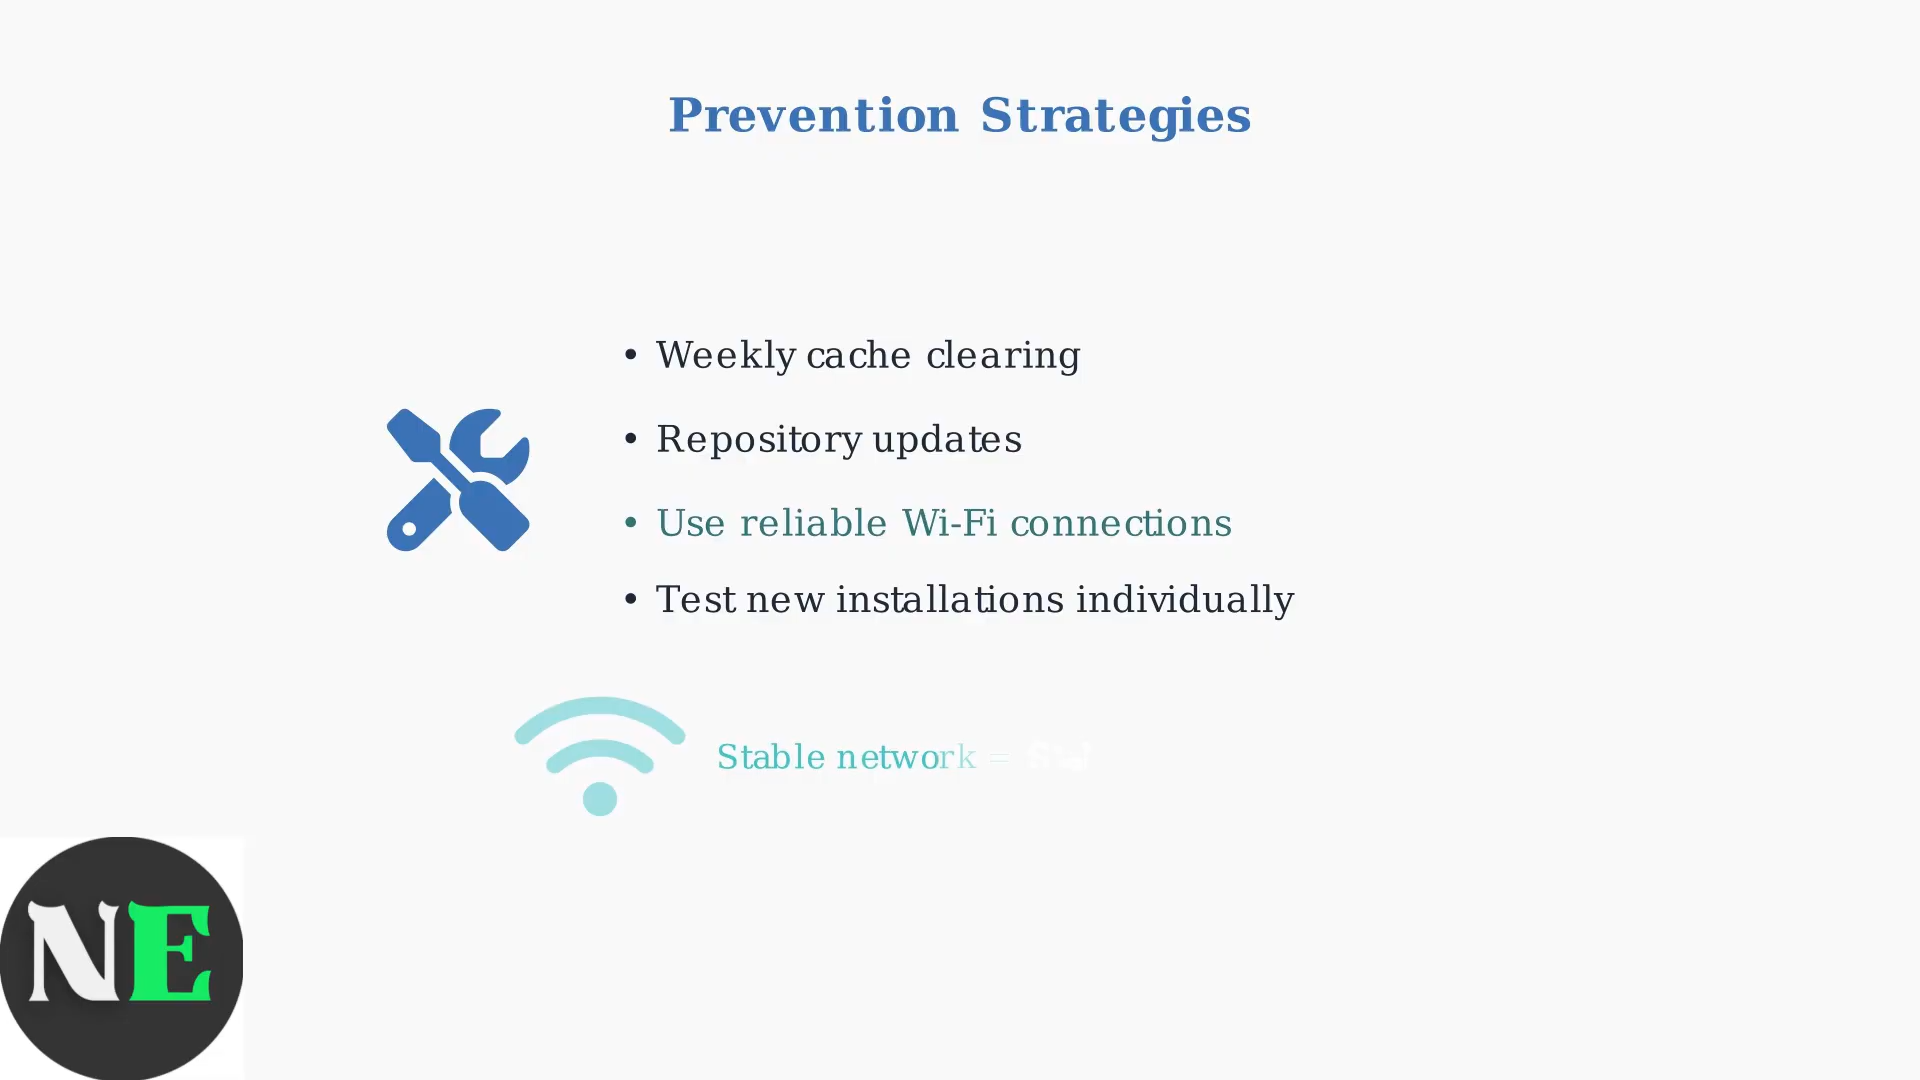 Prevention Strategies
• Weekly cache clearing
• Repository updates
• Use reliable Wi-Fi connections
• Test new installations individually
Stable network =
NE